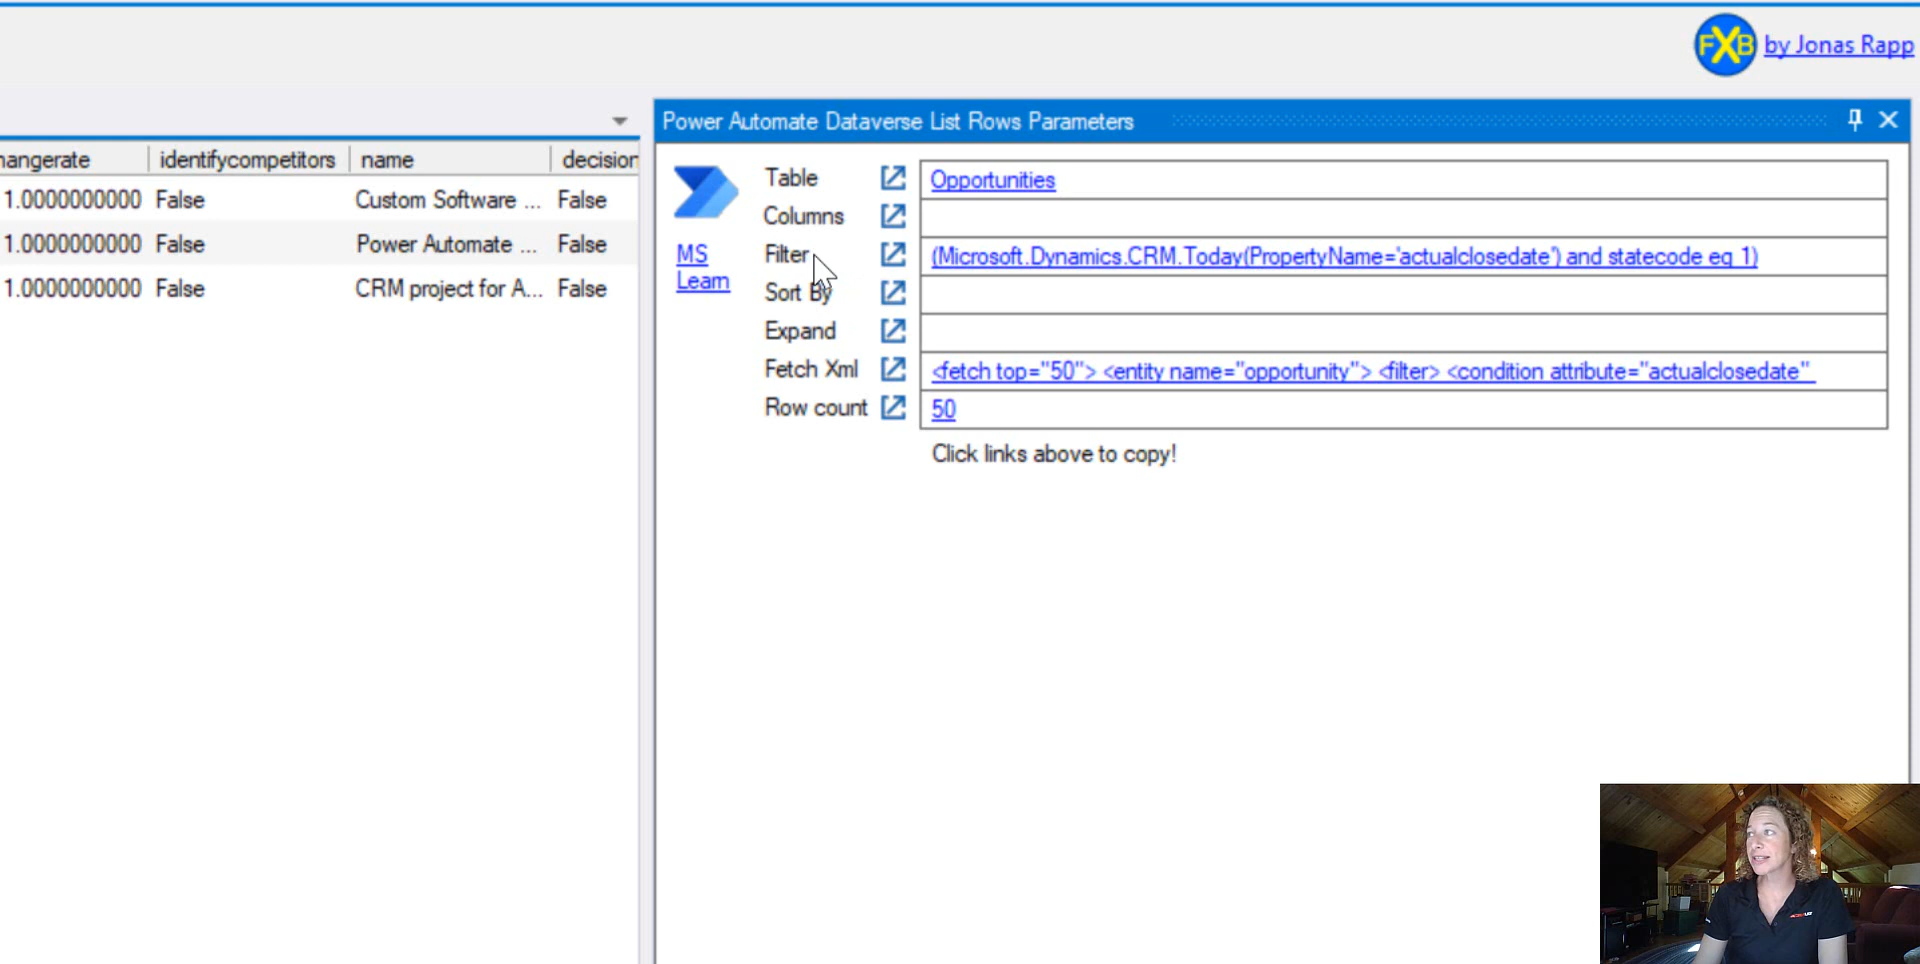 FXB by Jonas Rapp
Power Automate Dataverse List Rows Parameters
hangerate identifycompetitors name decision
1.0000000000 False Custom Software ... False
1.0000000000 False Power Automate ... False
1.0000000000 False CRM project for A... False
MS
Learn
Table Opportunities
Columns
Filter (Microsoft.Dynamics.CRM.Today(PropertyName='actualclosedate') and statecode eq 1)
Sort By
Expand
Fetch Xml <fetch top="50"> <entity name="opportunity"> <filter> <condition attribute="actualclosedate"
Row count 50
Click links above to copy!